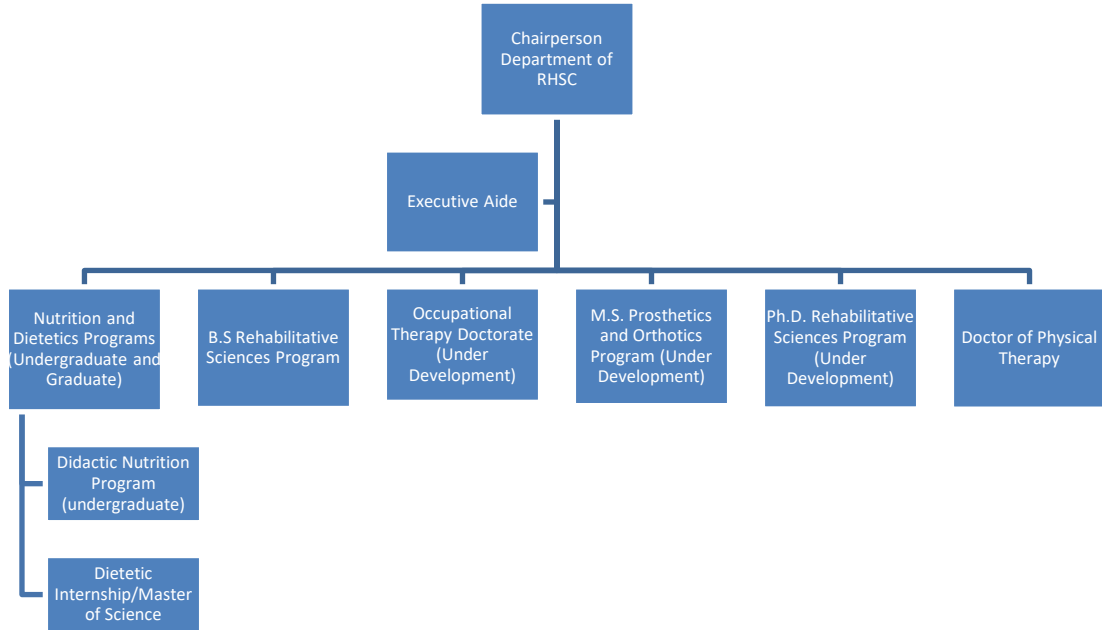 Chairperson
Department of
RHSC
Executive Aide
Nutrition and
Dietetics Programs
(Undergraduate and
Graduate)
B.S Rehabilitative
Sciences Program
Occupational
Therapy Doctorate
(Under
Development)
M.S. Prosthetics
and Orthotics
Program (Under
Development)
Ph.D. Rehabilitative
Sciences Program
(Under
Development)
Doctor of Physical
Therapy
Didactic Nutrition
Program
(undergraduate)
Dietetic
Internship/Master
of Science